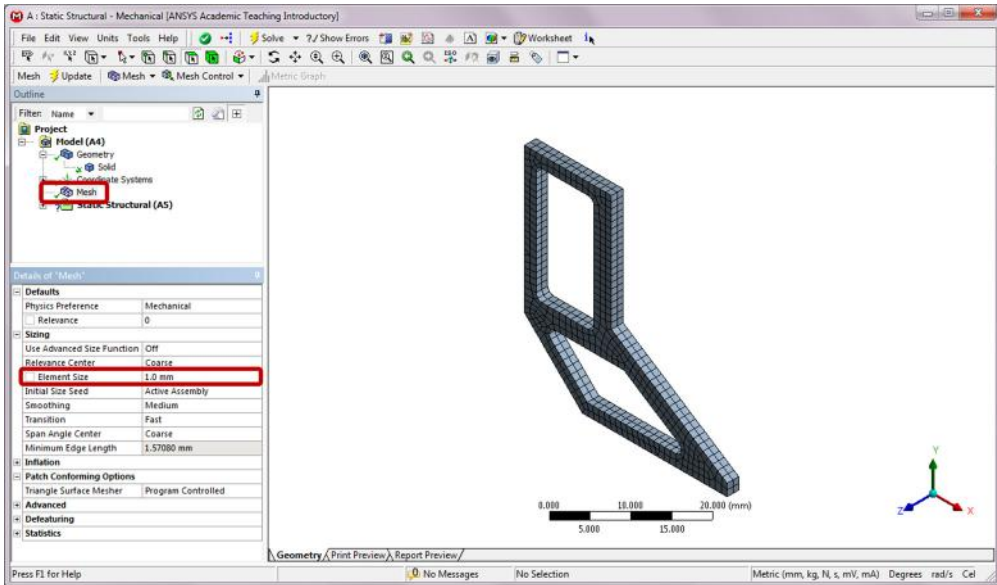 A : Static Structural - Mechanical [ANSYS Academic Teaching Introductory]
File Edit View Units Tools Help Solve ?/ Show Errors Worksheet
Mesh Update Mesh Mesh Control Metric Graph
Outline
Filter: Name
Project
Model (A4)
Geometry
Solid
Coordinate Systems
Mesh
Static Structural (A5)
Details of "Mesh"
Defaults
Physics Preference Mechanical
Relevance 0
Sizing
Use Advanced Size Function Off
Relevance Center Coarse
Element Size 1.0 mm
Initial Size Seed Active Assembly
Smoothing Medium
Transition Fast
Span Angle Center Coarse
Minimum Edge Length 1.57080 mm
Inflation
Patch Conforming Options
Triangle Surface Mesher Program Controlled
Advanced
Defeaturing
Statistics
0.000 10.000 20.000 (mm)
5.000 15.000
Y
Z X
Geometry Print Preview Report Preview
Press F1 for Help 0 No Messages No Selection Metric (mm, kg, N, s, mV, mA) Degrees rad/s Cel